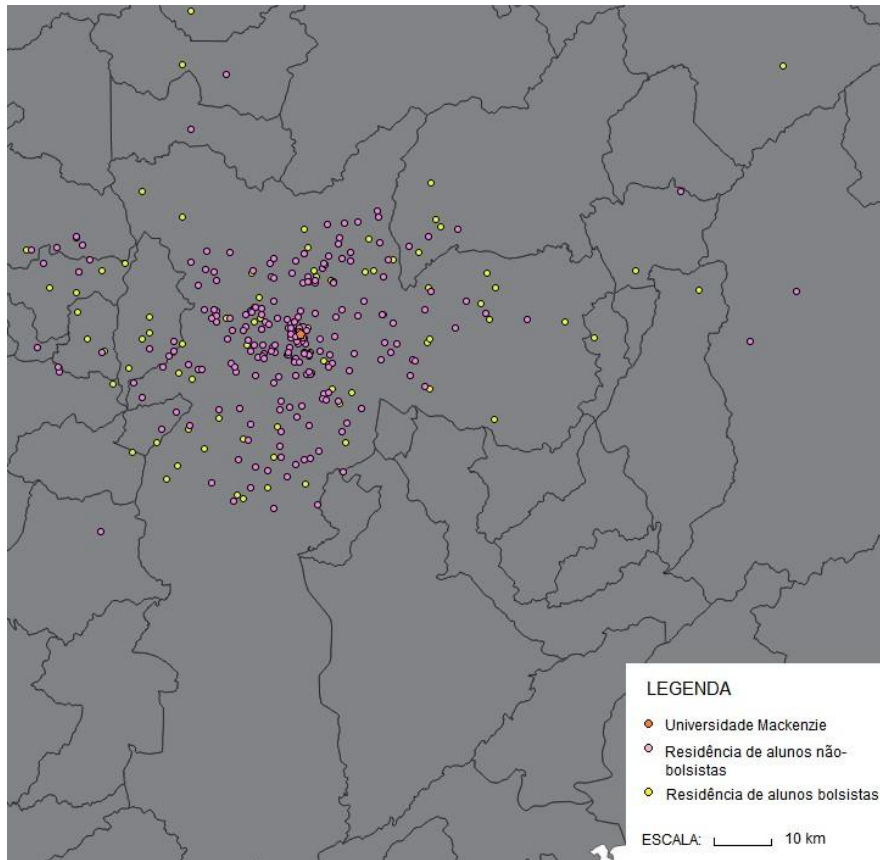 LEGENDA
Universidade Mackenzie
Residência de alunos não-
bolsistas
Residência de alunos bolsistas
ESCALA: 10 km